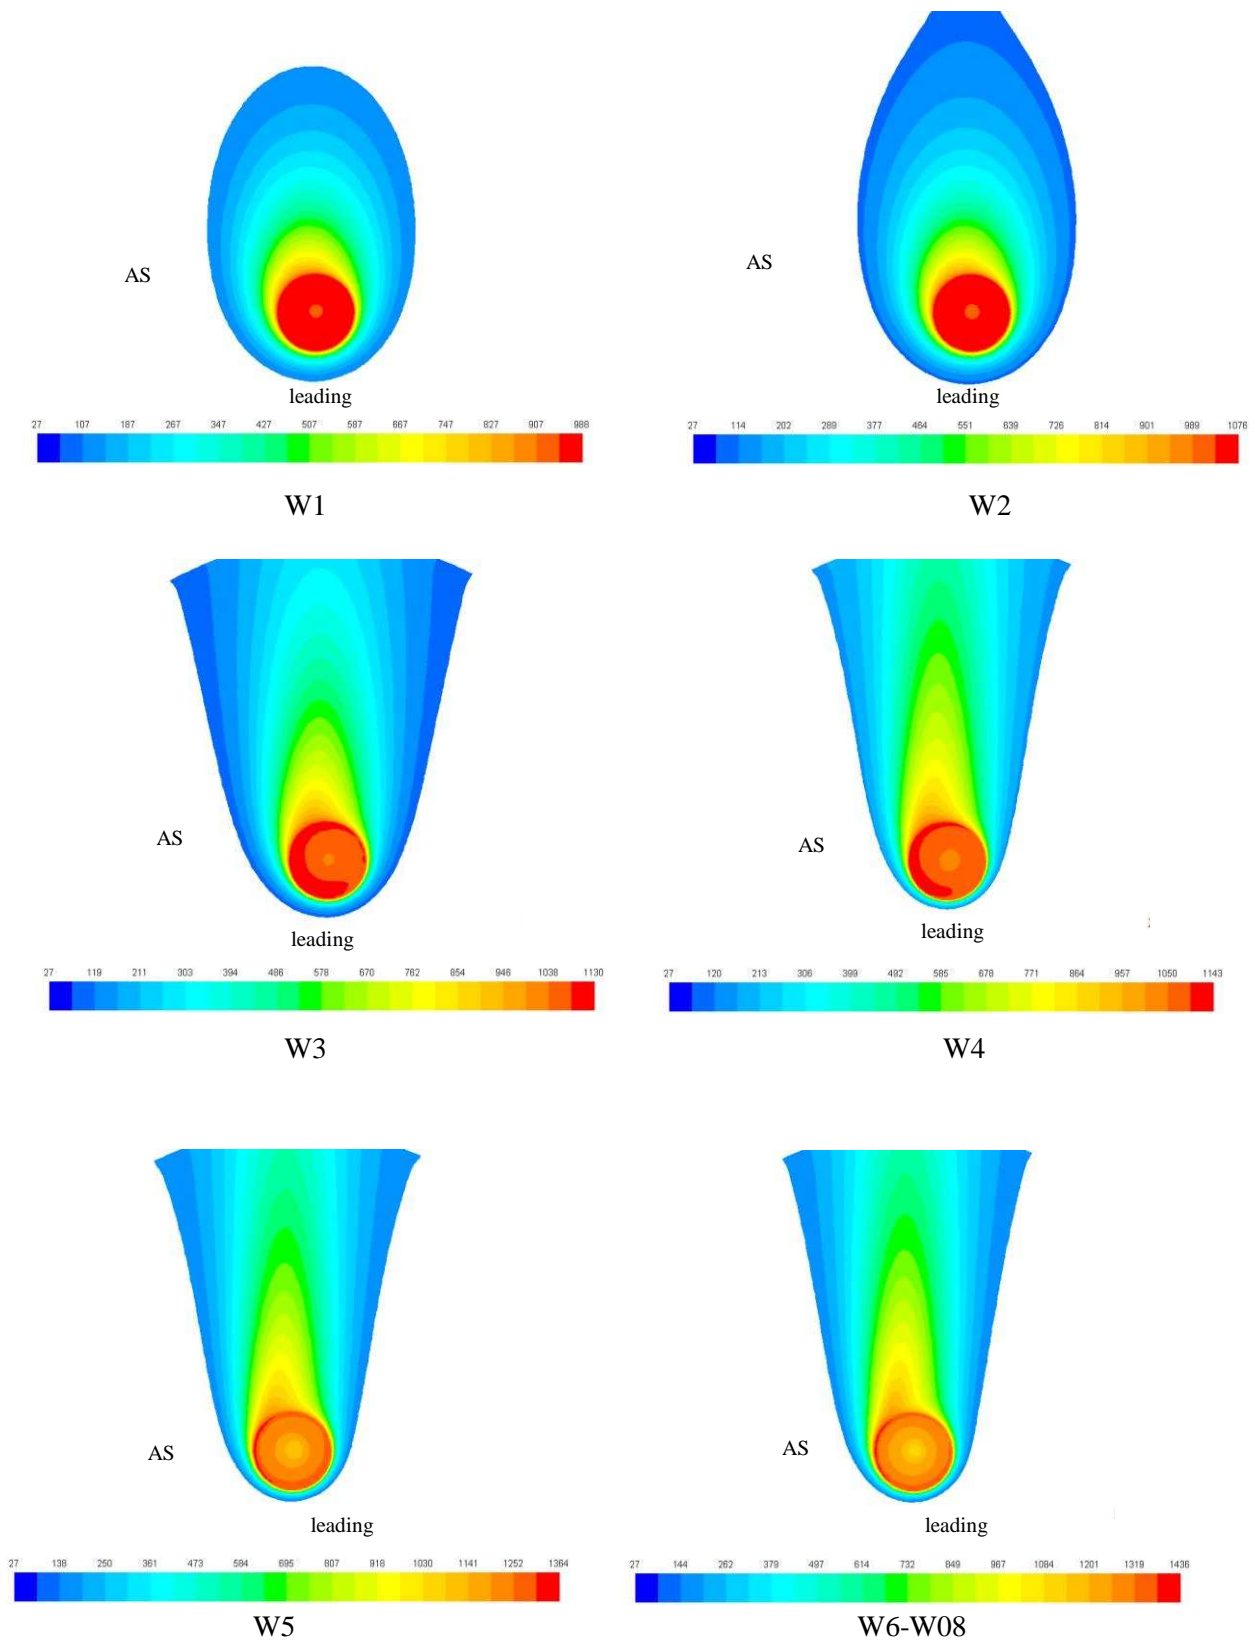 AS
AS
leading
leading
27 107 187 267 347 427 507 587 667 747 827 907 988
27 114 202 289 377 464 551 639 726 814 901 989 1076
W1
W2
AS
AS
leading
leading
27 119 211 303 394 486 578 670 762 854 946 1038 1130
27 120 213 306 399 492 585 678 771 864 957 1050 1143
W3
W4
AS
AS
leading
leading
27 138 250 361 473 584 695 807 918 1030 1141 1252 1364
27 144 262 379 497 614 732 849 967 1084 1201 1319 1436
W5
W6-W08